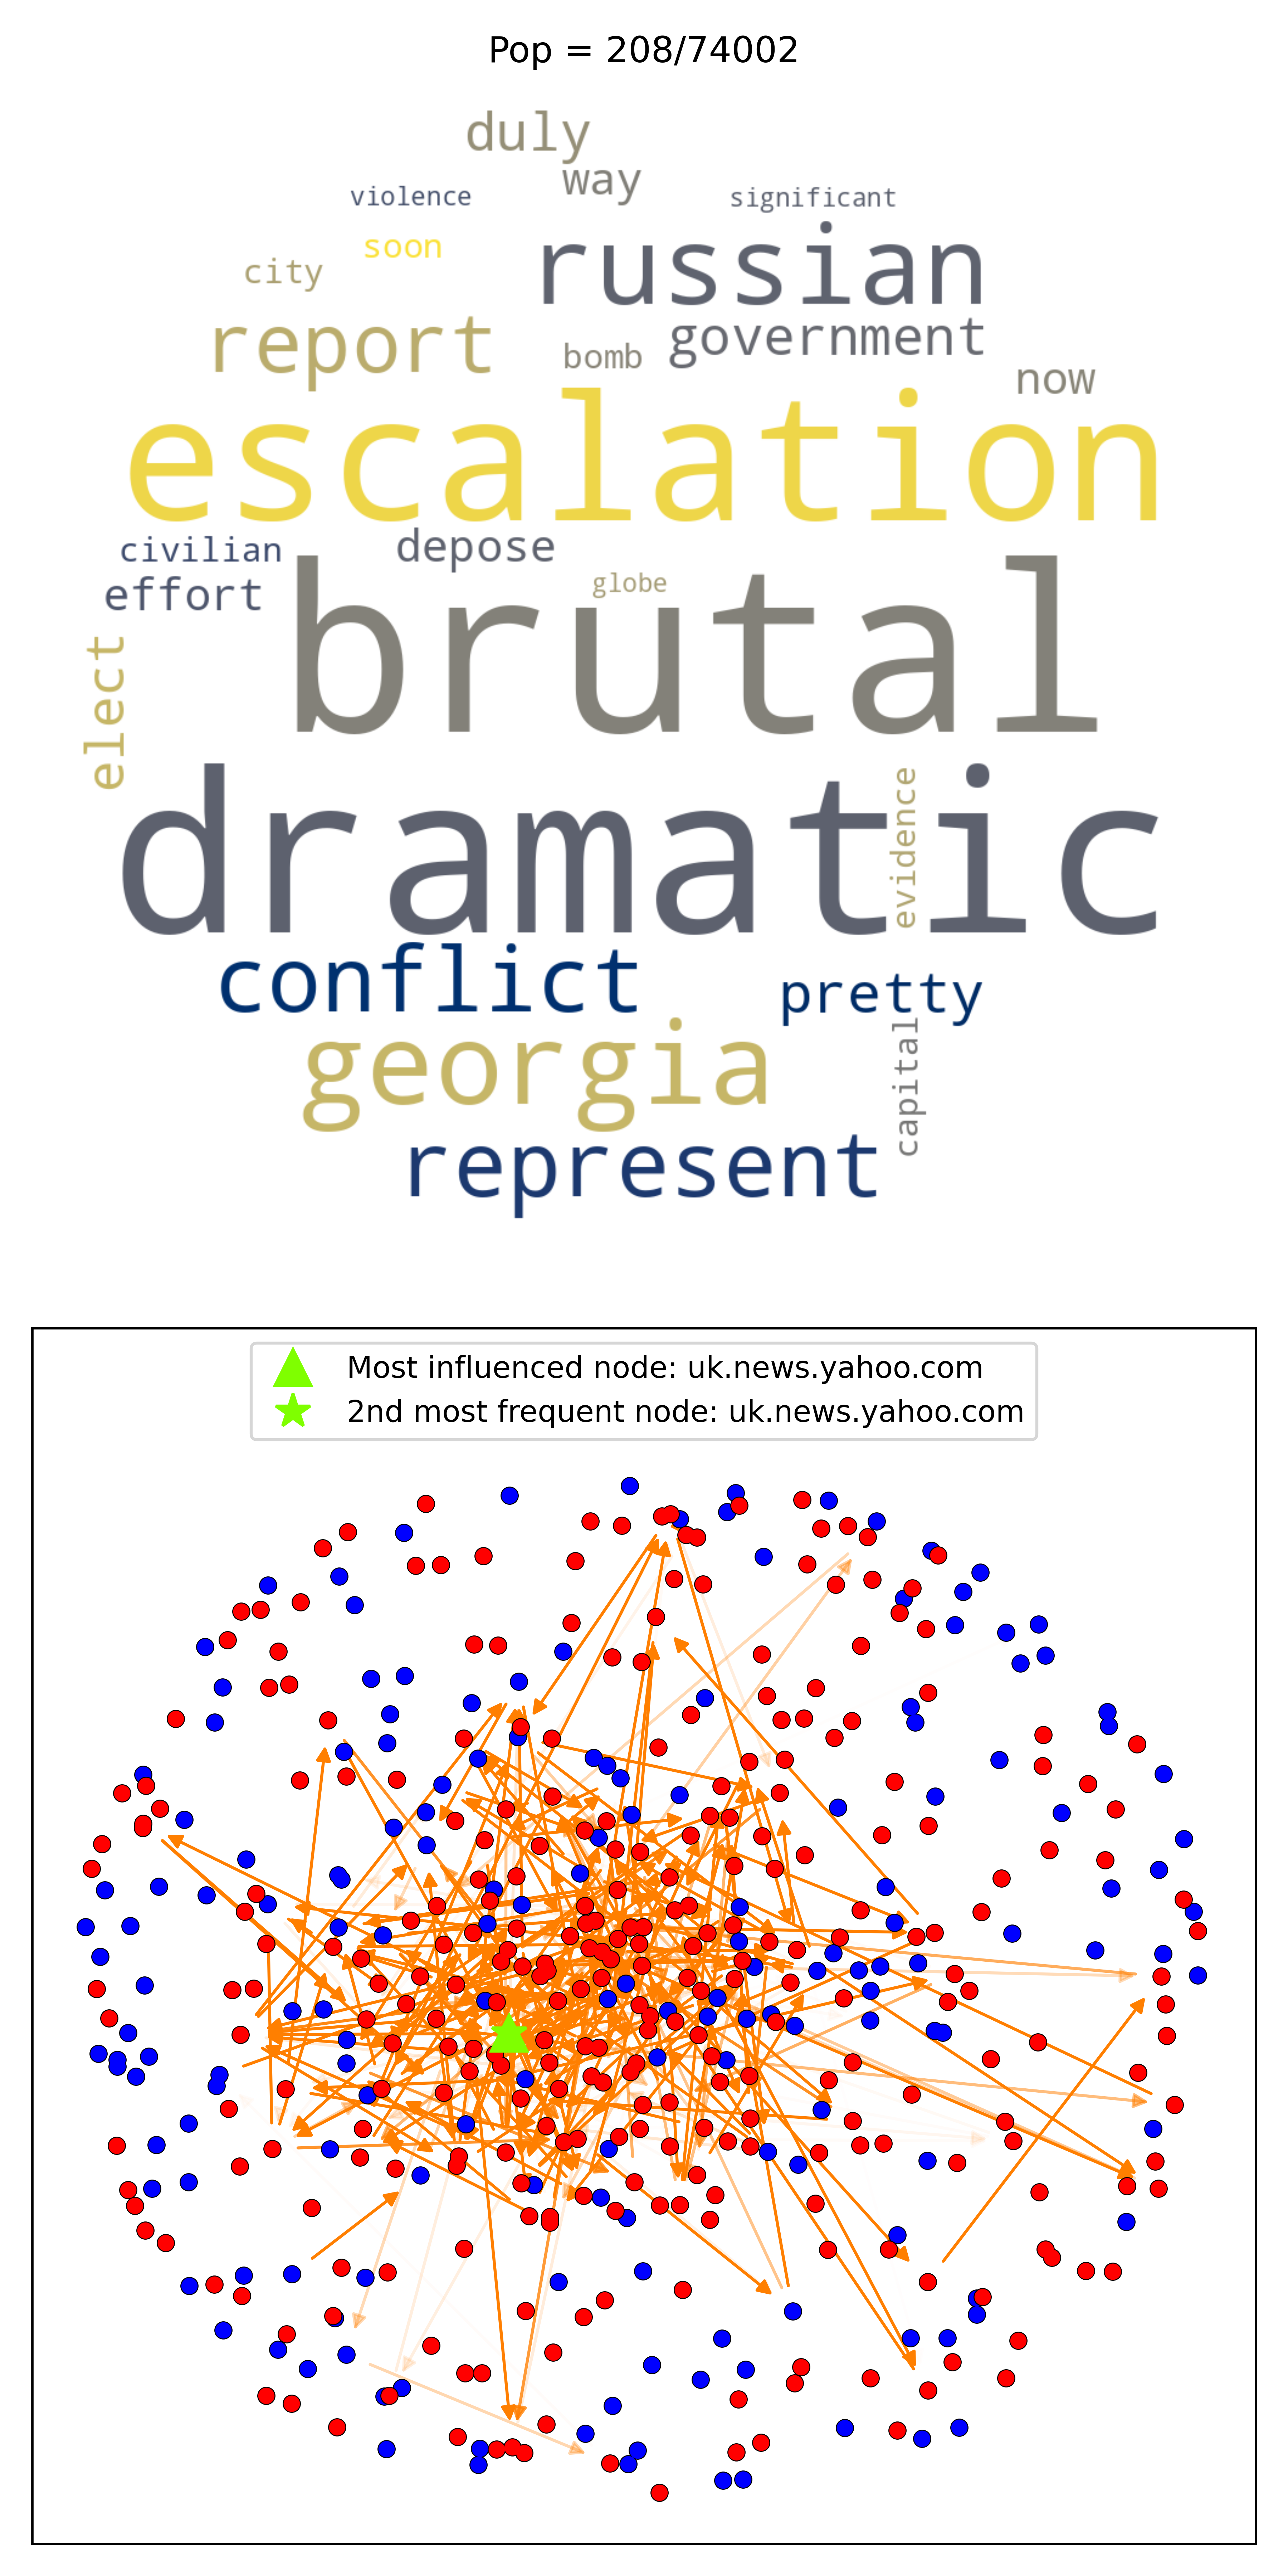 Pop = 208/74002
duly
way
violence
significant
soon
russian
city
report
government
bomb
now
escalation
civilian
depose
effort
globe
brutal
elect
dramatic
evidence
conflict
pretty
georgia
capital
represent
Most influenced node: uk.news.yahoo.com
2nd most frequent node: uk.news.yahoo.com